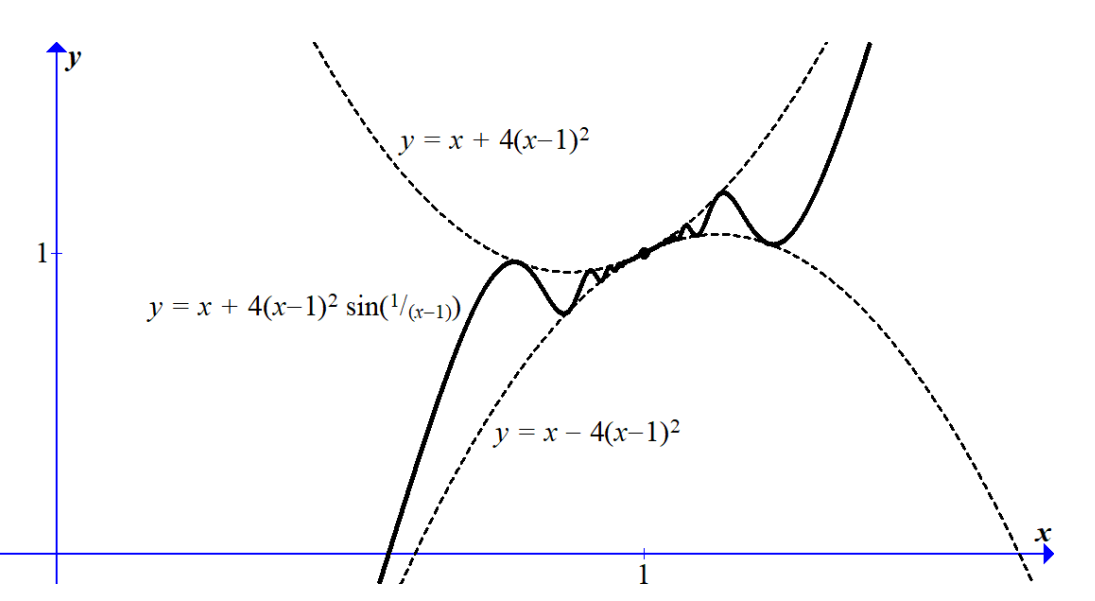 y
y = x + 4(x−1)²
1
y = x + 4(x−1)² sin(¹/₍ₓ₋₁₎)
y = x − 4(x−1)²
x
1